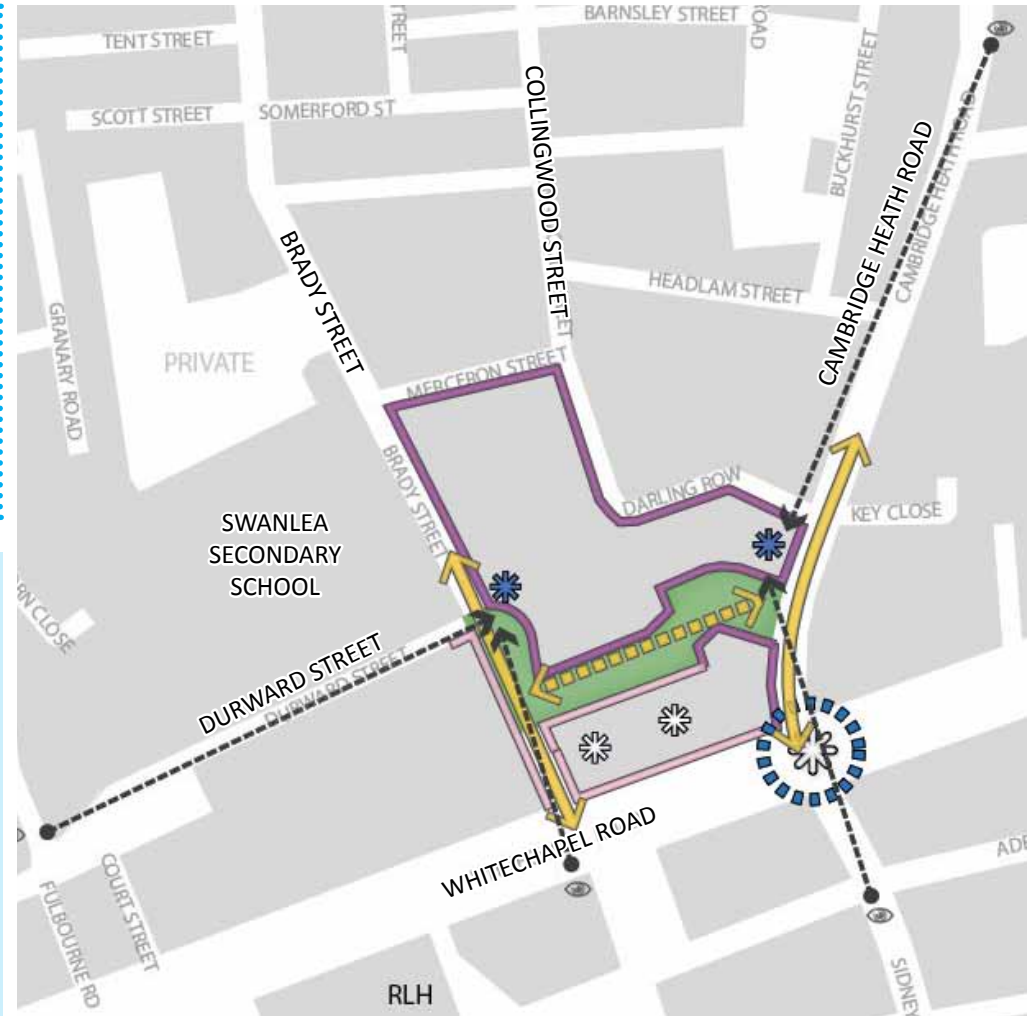 BARNSLEY STREET
TENT STREET
STREET
ROAD
SCOTT STREET
SOMERFORD ST
COLLINGWOOD STREET
BUCKHURST STREET
CAMBRIDGE HEATH ROAD
CAMBRIDGE HEATH ROAD
BRADY STREET
HEADLAM STREET
GRANARY ROAD
PRIVATE
MERCERON STREET
BRADY STREET
DARLING ROW
KEY CLOSE
SWANLEA
SECONDARY
SCHOOL
CLOSE
DURWARD STREET
DURWARD STREET
WHITECHAPEL ROAD
COURT STREET
FULBOURNE RD
RLH
SIDNEY